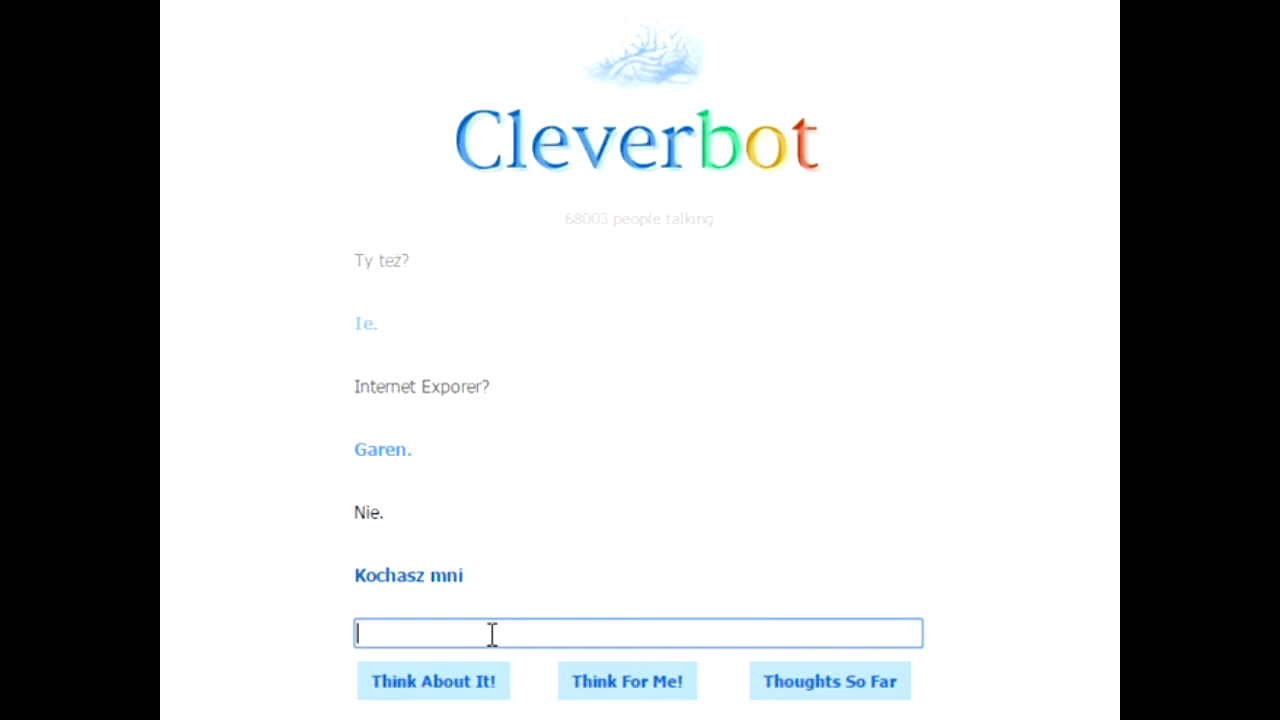 Cleverbot
68003 people talking
Ty też?
Ie.
Internet Exporer?
Garen.
Nie.
Kochasz mni
Think About It!
Think For Me!
Thoughts So Far